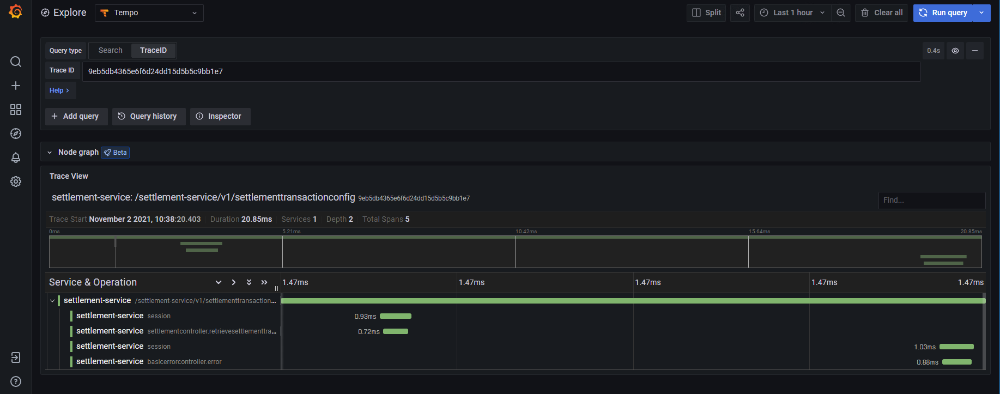 Explore Tempo Split Last 1 hour Clear all Run query
Query type Search TraceID 0.4s
Trace ID 9eb5db4365e6f6d24dd15d5b5c9bb1e7
Help >
+ Add query Query history Inspector
Node graph Beta
Trace View
settlement-service: /settlement-service/v1/settlementtransactionconfig 9eb5db4365e6f6d24dd15d5b5c9bb1e7 Find...
Trace Start November 2 2021, 10:38:20.403 Duration 20.85ms Services 1 Depth 2 Total Spans 5
0ms 5.21ms 10.42ms 15.64ms 20.85ms
Service & Operation 1.47ms 1.47ms 1.47ms 1.47ms 1.47ms
settlement-service /settlement-service/v1/settlementtransaction...
settlement-service session 0.93ms
settlement-service settlementcontroller.retrievesettlementtra... 0.72ms
settlement-service session 1.03ms
settlement-service basicerrorcontroller.error 0.88ms